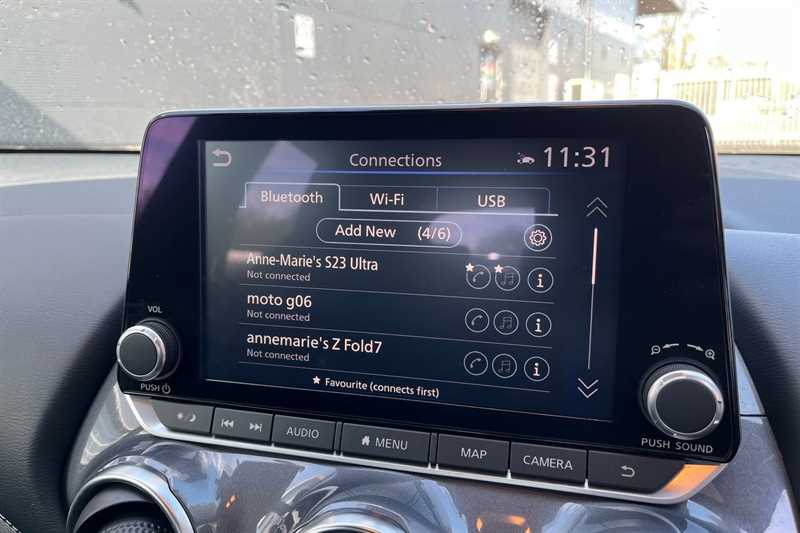 Connections
11:31
Bluetooth
Wi-Fi
USB
Add New (4/6)
Anne-Marie's S23 Ultra
Not connected
moto g06
Not connected
annemarie's Z Fold7
Not connected
Favourite (connects first)
VOL
PUSH
PUSH SOUND
AUDIO
MENU
MAP
CAMERA